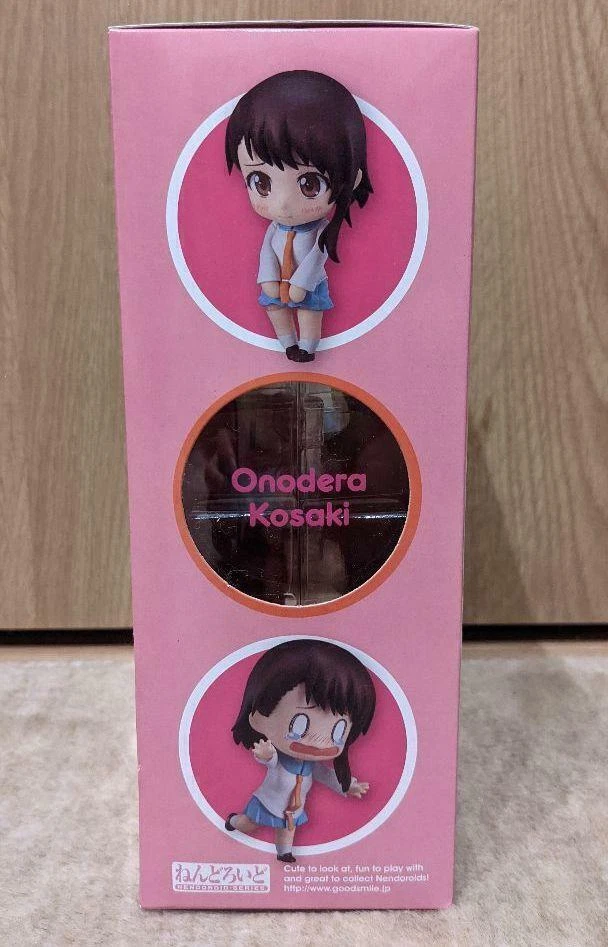 Onodera
Kosaki
ねんどろいど
NENDOROID SERIES
Cute to look at, fun to play with
and great to collect Nendoroids!
http://www.goodsmile.jp